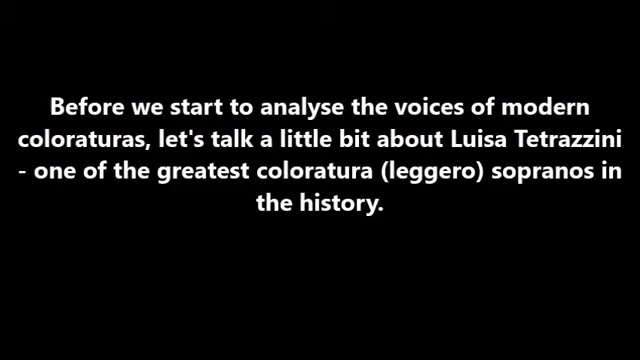 Before we start to analyse the voices of modern
coloraturas, let's talk a little bit about Luisa Tetrazzini
- one of the greatest coloratura (leggero) sopranos in
the history.